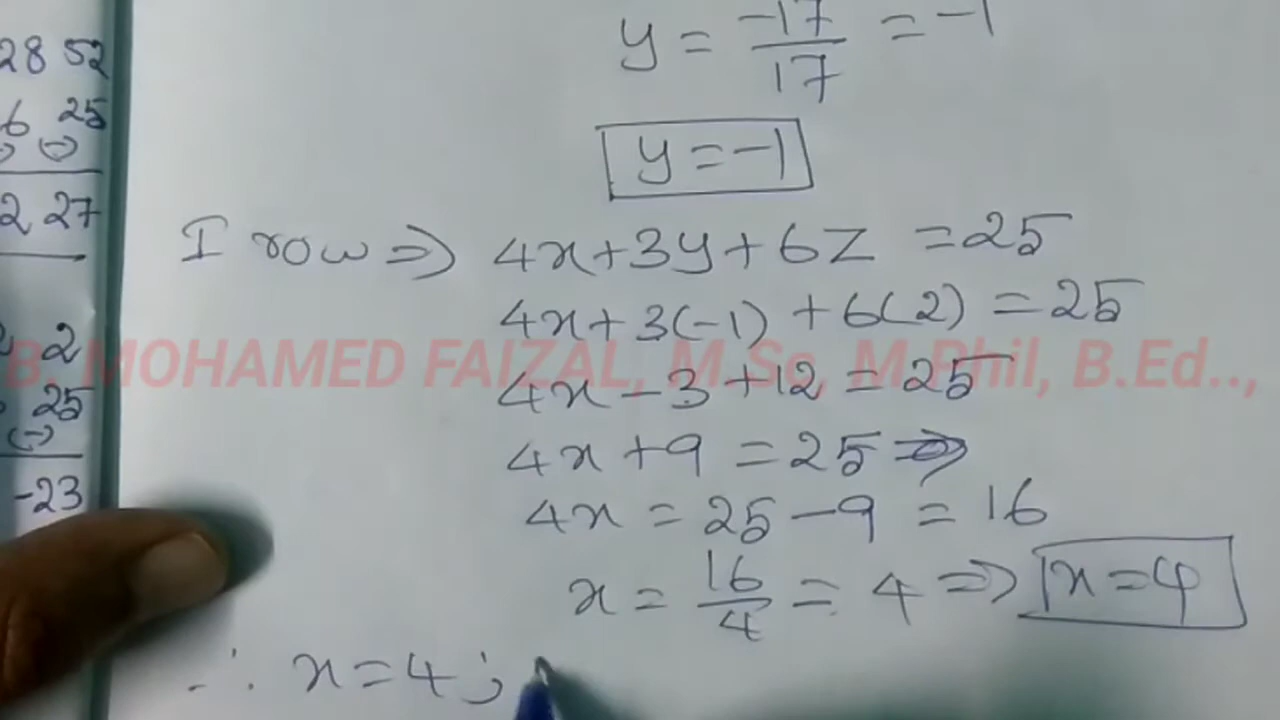 28 52
6 25
(-)
2 27
2
25
(-)
-23
y = -17/17 = -1
y = -1
I row ⇒ 4x + 3y + 6z = 25
4x + 3(-1) + 6(2) = 25
B. MOHAMED FAIZAL, M.Sc, M.Phil, B.Ed..,
4x - 3 + 12 = 25
4x + 9 = 25 ⇒
4x = 25 - 9 = 16
x = 16/4 = 4 ⇒ x = 4
∴ x = 4 ;